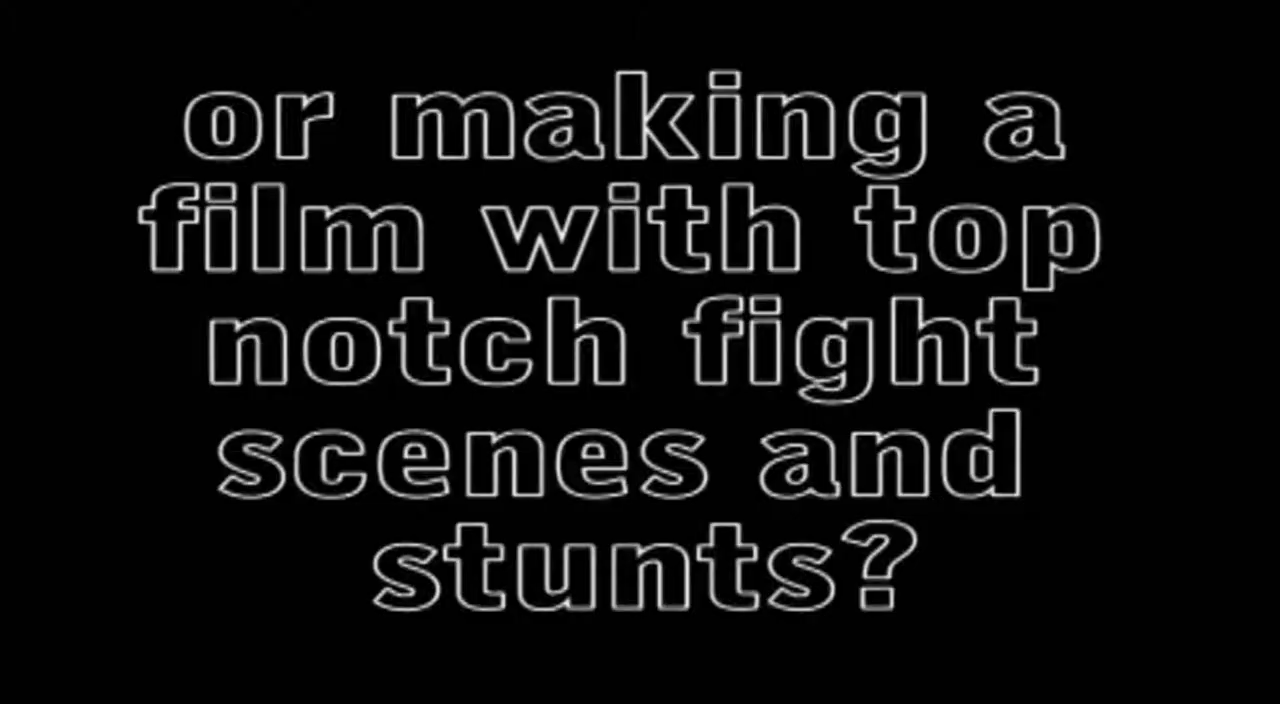 or making a
film with top
notch fight
scenes and
stunts?